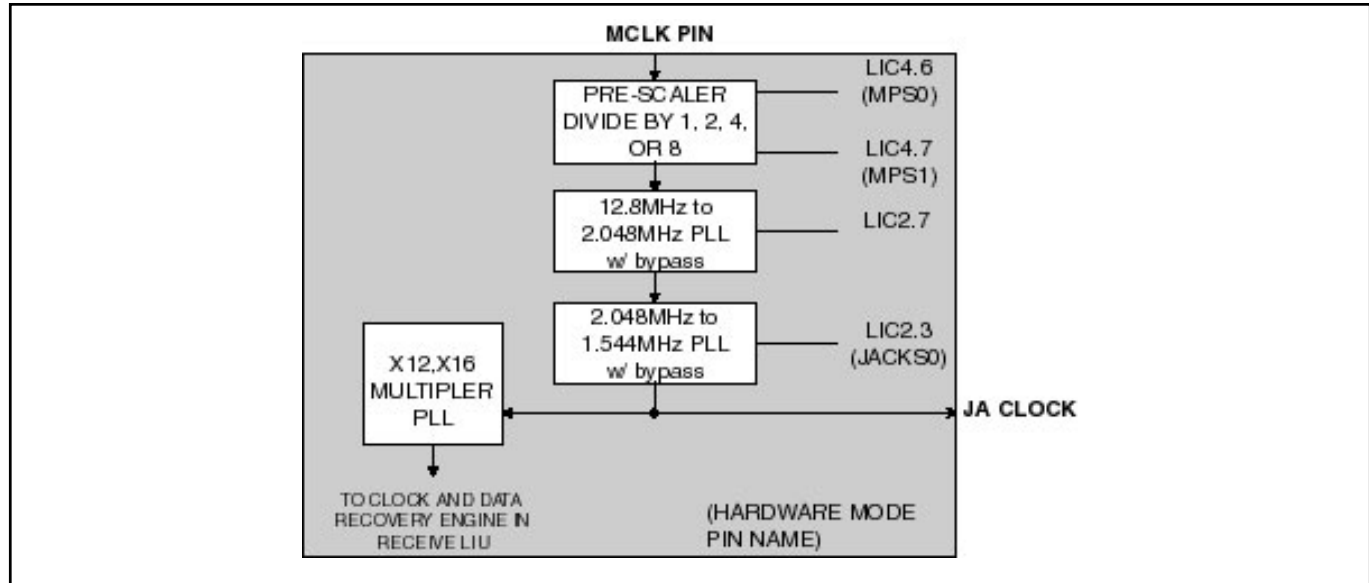 MCLK PIN
LIC4.6
(MPS0)
PRE-SCALER
DIVIDE BY 1, 2, 4,
OR 8
LIC4.7
(MPS1)
12.8MHz to
2.048MHz PLL
w/ bypass
LIC2.7
2.048MHz to
1.544MHz PLL
w/ bypass
LIC2.3
(JACKS0)
X12,X16
MULTIPLER
PLL
JA CLOCK
TO CLOCK AND DATA
RECOVERY ENGINE IN
RECEIVE LIU
(HARDWARE MODE
PIN NAME)